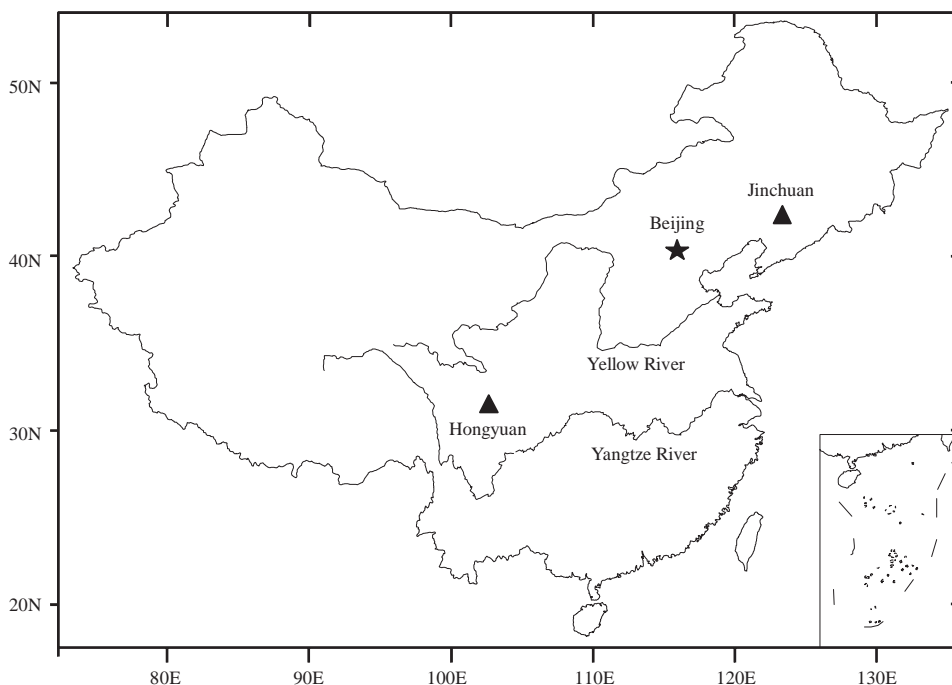 50N
Jinchuan
Beijing
40N
Yellow River
Hongyuan
30N
Yangtze River
20N
80E 90E 100E 110E 120E 130E